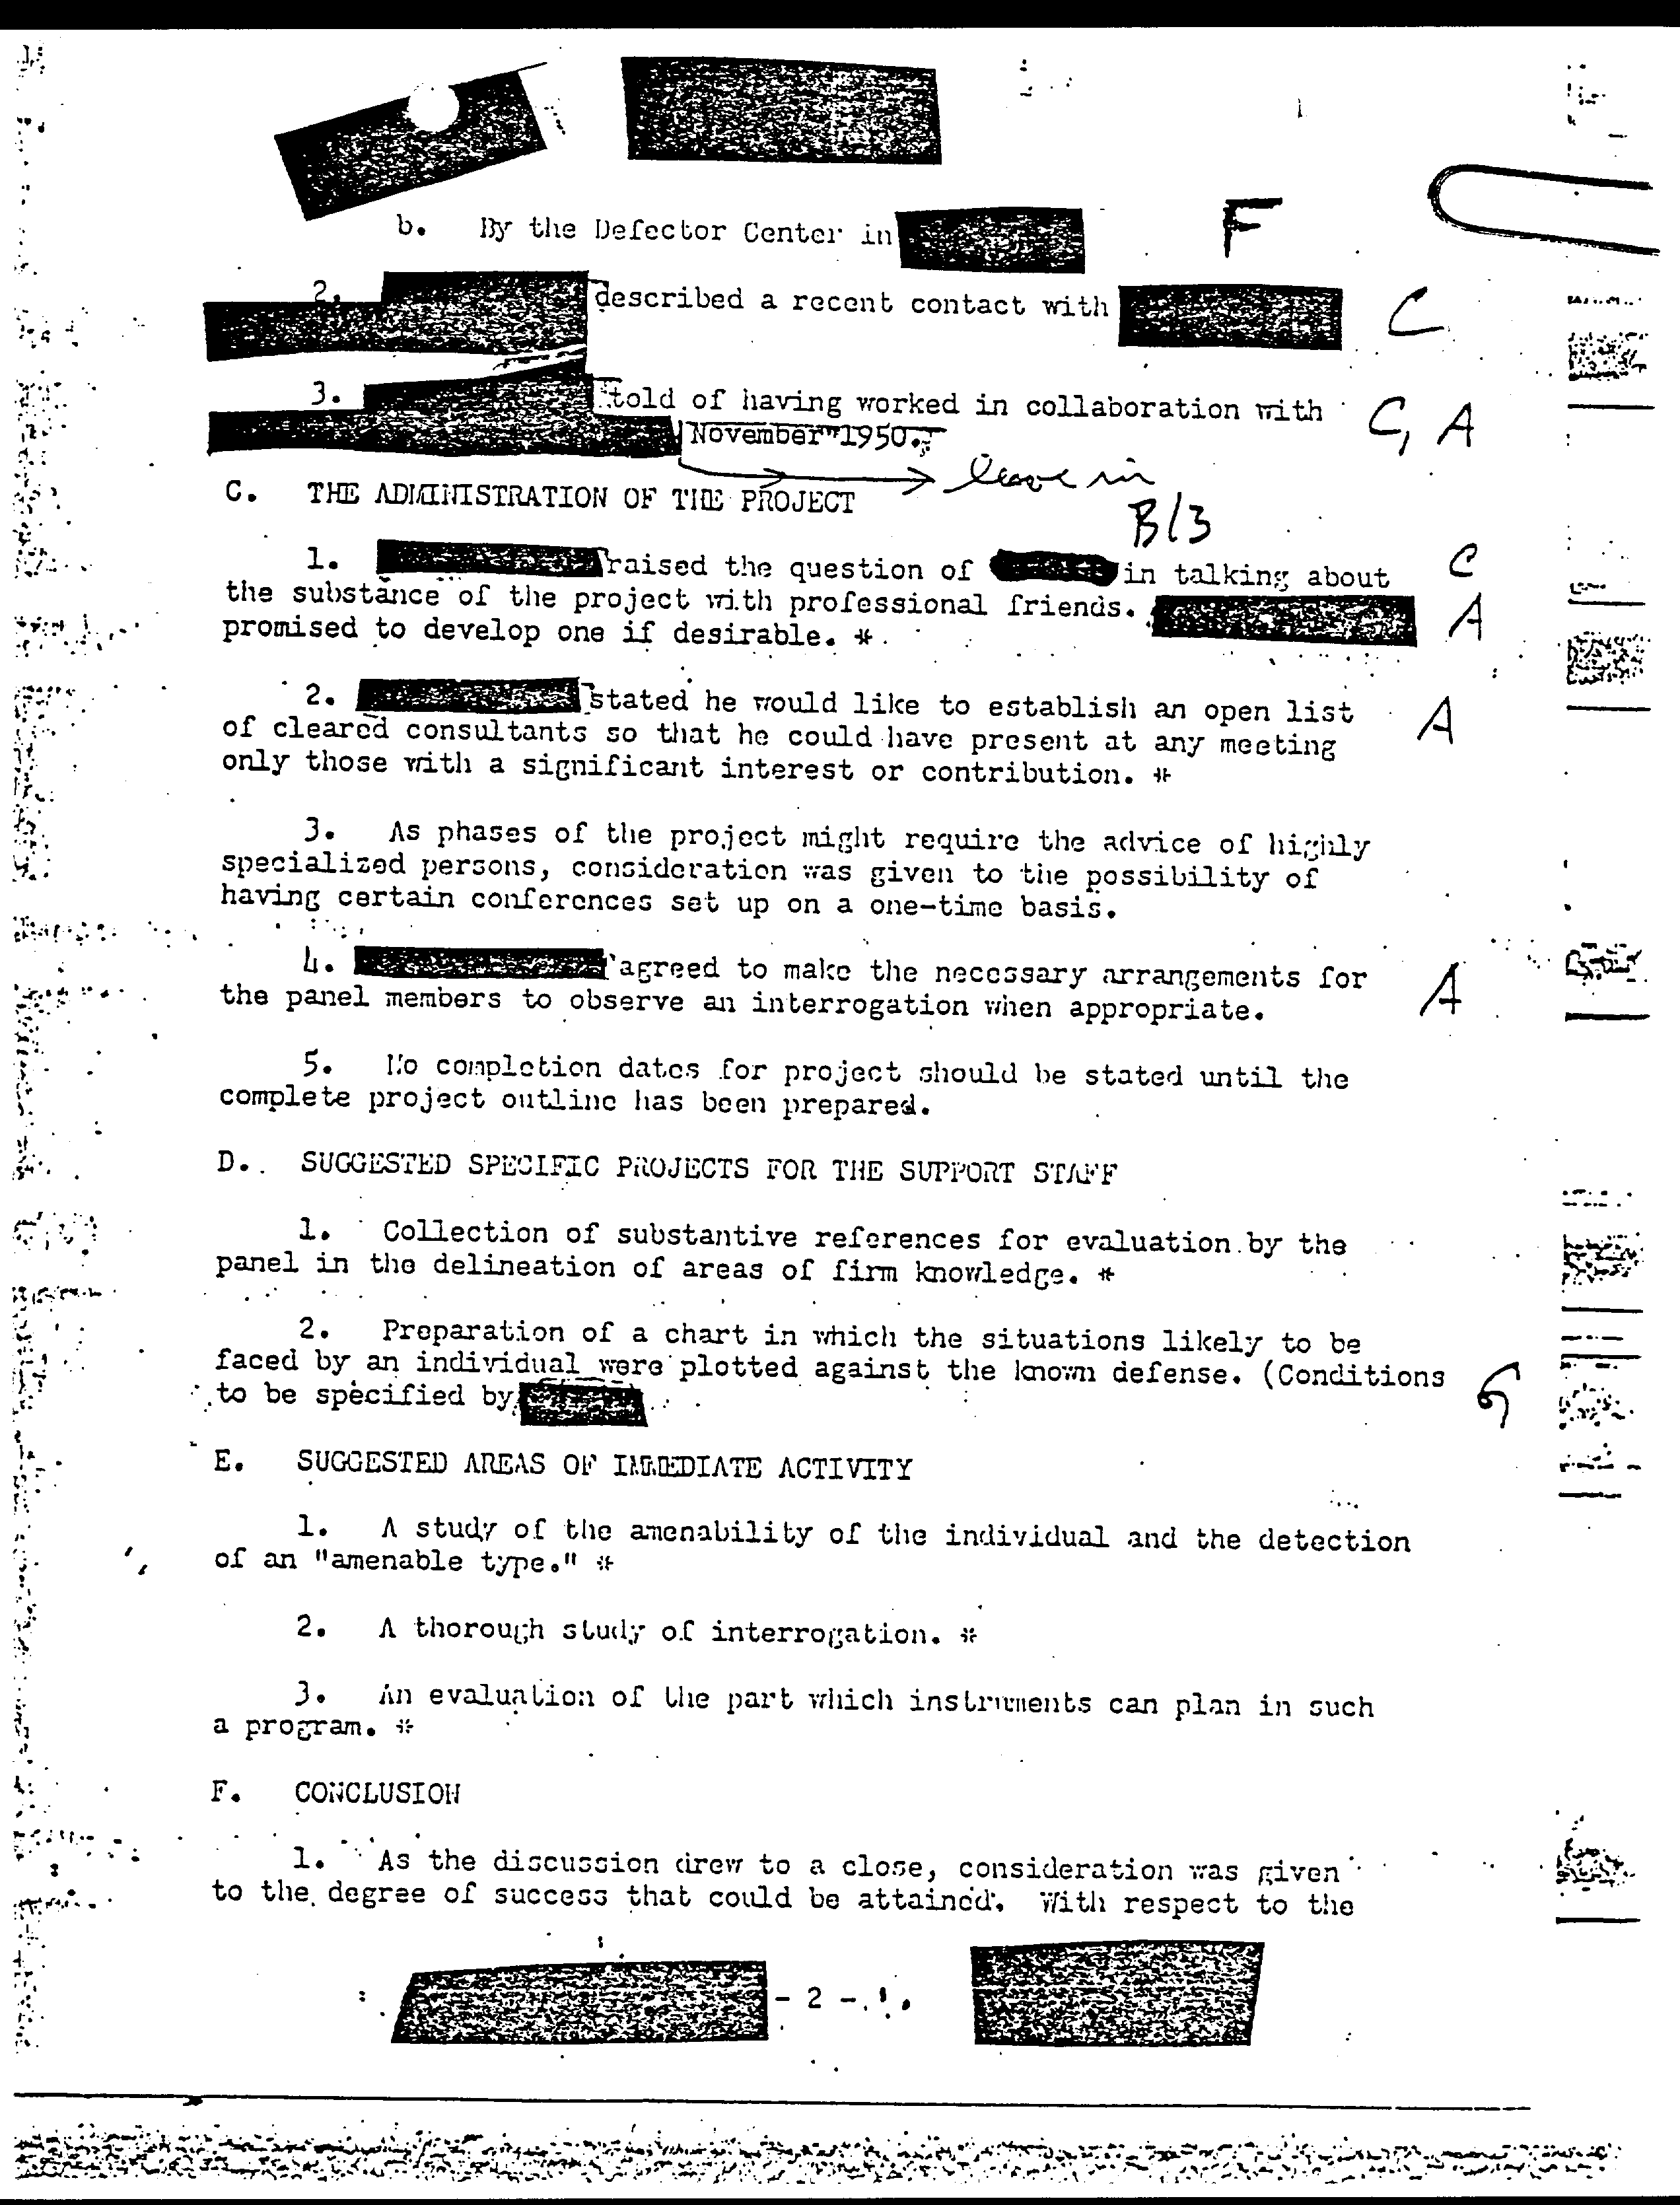 b. By the Defector Center in
F
2. described a recent contact with
C
3. told of having worked in collaboration with
C, A
November 1950.
leave in
C. THE ADMINISTRATION OF THE PROJECT
B/3
1. raised the question of in talking about
C
the substance of the project with professional friends.
A
promised to develop one if desirable. *
2. stated he would like to establish an open list
A
of cleared consultants so that he could have present at any meeting
only those with a significant interest or contribution. *
3. As phases of the project might require the advice of highly
specialized persons, consideration was given to the possibility of
having certain conferences set up on a one-time basis.
4. agreed to make the necessary arrangements for
A
the panel members to observe an interrogation when appropriate.
5. No completion dates for project should be stated until the
complete project outline has been prepared.
D. SUGGESTED SPECIFIC PROJECTS FOR THE SUPPORT STAFF
1. Collection of substantive references for evaluation by the
panel in the delineation of areas of firm knowledge. *
2. Preparation of a chart in which the situations likely to be
faced by an individual were plotted against the known defense. (Conditions
to be specified by
G
E. SUGGESTED AREAS OF IMMEDIATE ACTIVITY
1. A study of the amenability of the individual and the detection
of an "amenable type." *
2. A thorough study of interrogation. *
3. An evaluation of the part which instruments can plan in such
a program. *
F. CONCLUSION
1. As the discussion drew to a close, consideration was given
to the degree of success that could be attained. With respect to the
- 2 -